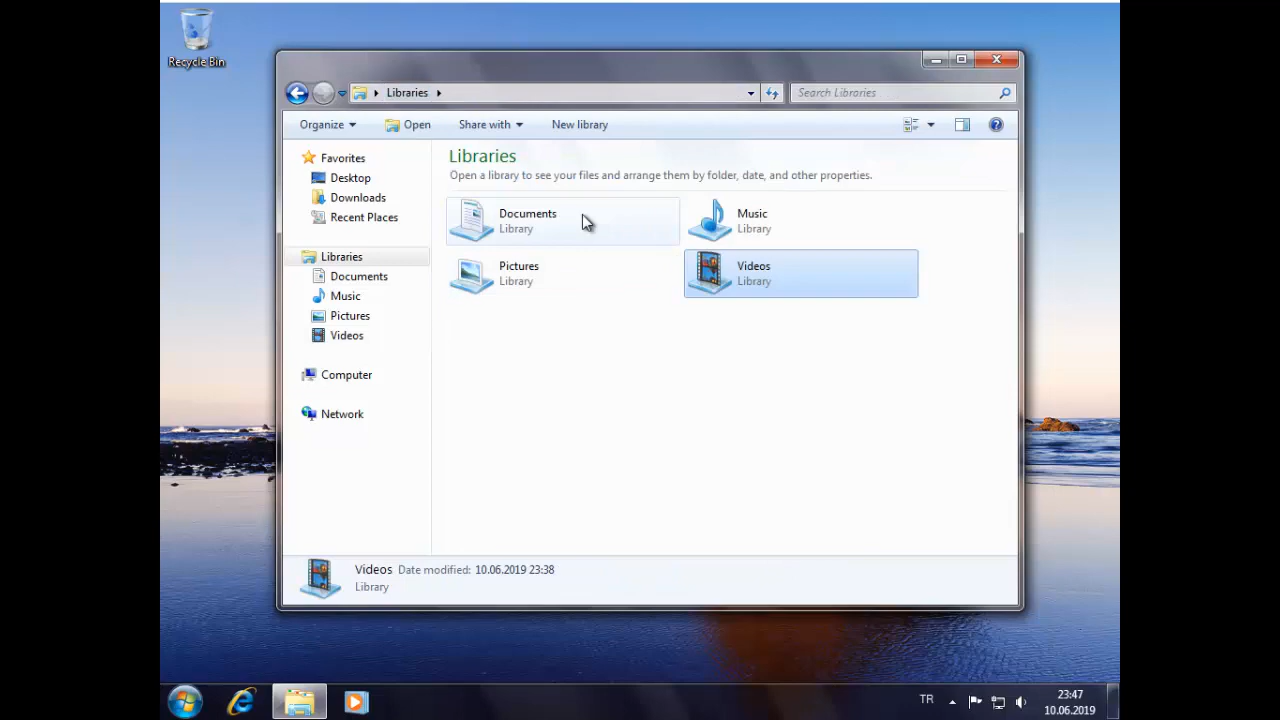 Recycle Bin
Libraries
Search Libraries
Organize Open Share with New library
Favorites
Desktop
Downloads
Recent Places
Libraries
Documents
Music
Pictures
Videos
Computer
Network
Libraries
Open a library to see your files and arrange them by folder, date, and other properties.
Documents
Library
Music
Library
Pictures
Library
Videos
Library
Videos Date modified: 10.06.2019 23:38
Library
TR
23:47
10.06.2019